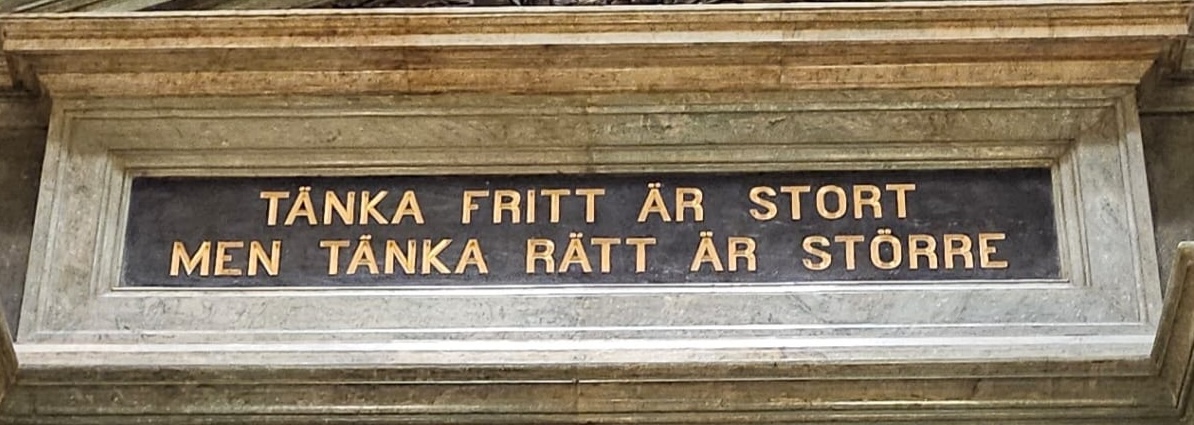 TÄNKA FRITT ÄR STORT
MEN TÄNKA RÄTT ÄR STÖRRE